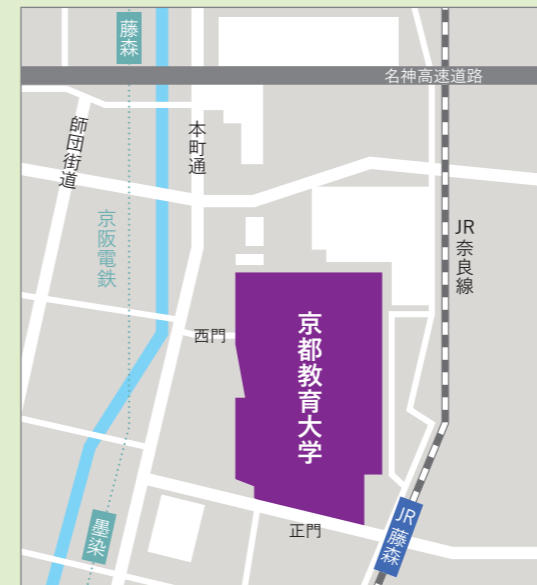 藤森
名神高速道路
師団街道
本町通
京阪電鉄
JR奈良線
西門
京都教育大学
墨染
正門
JR藤森